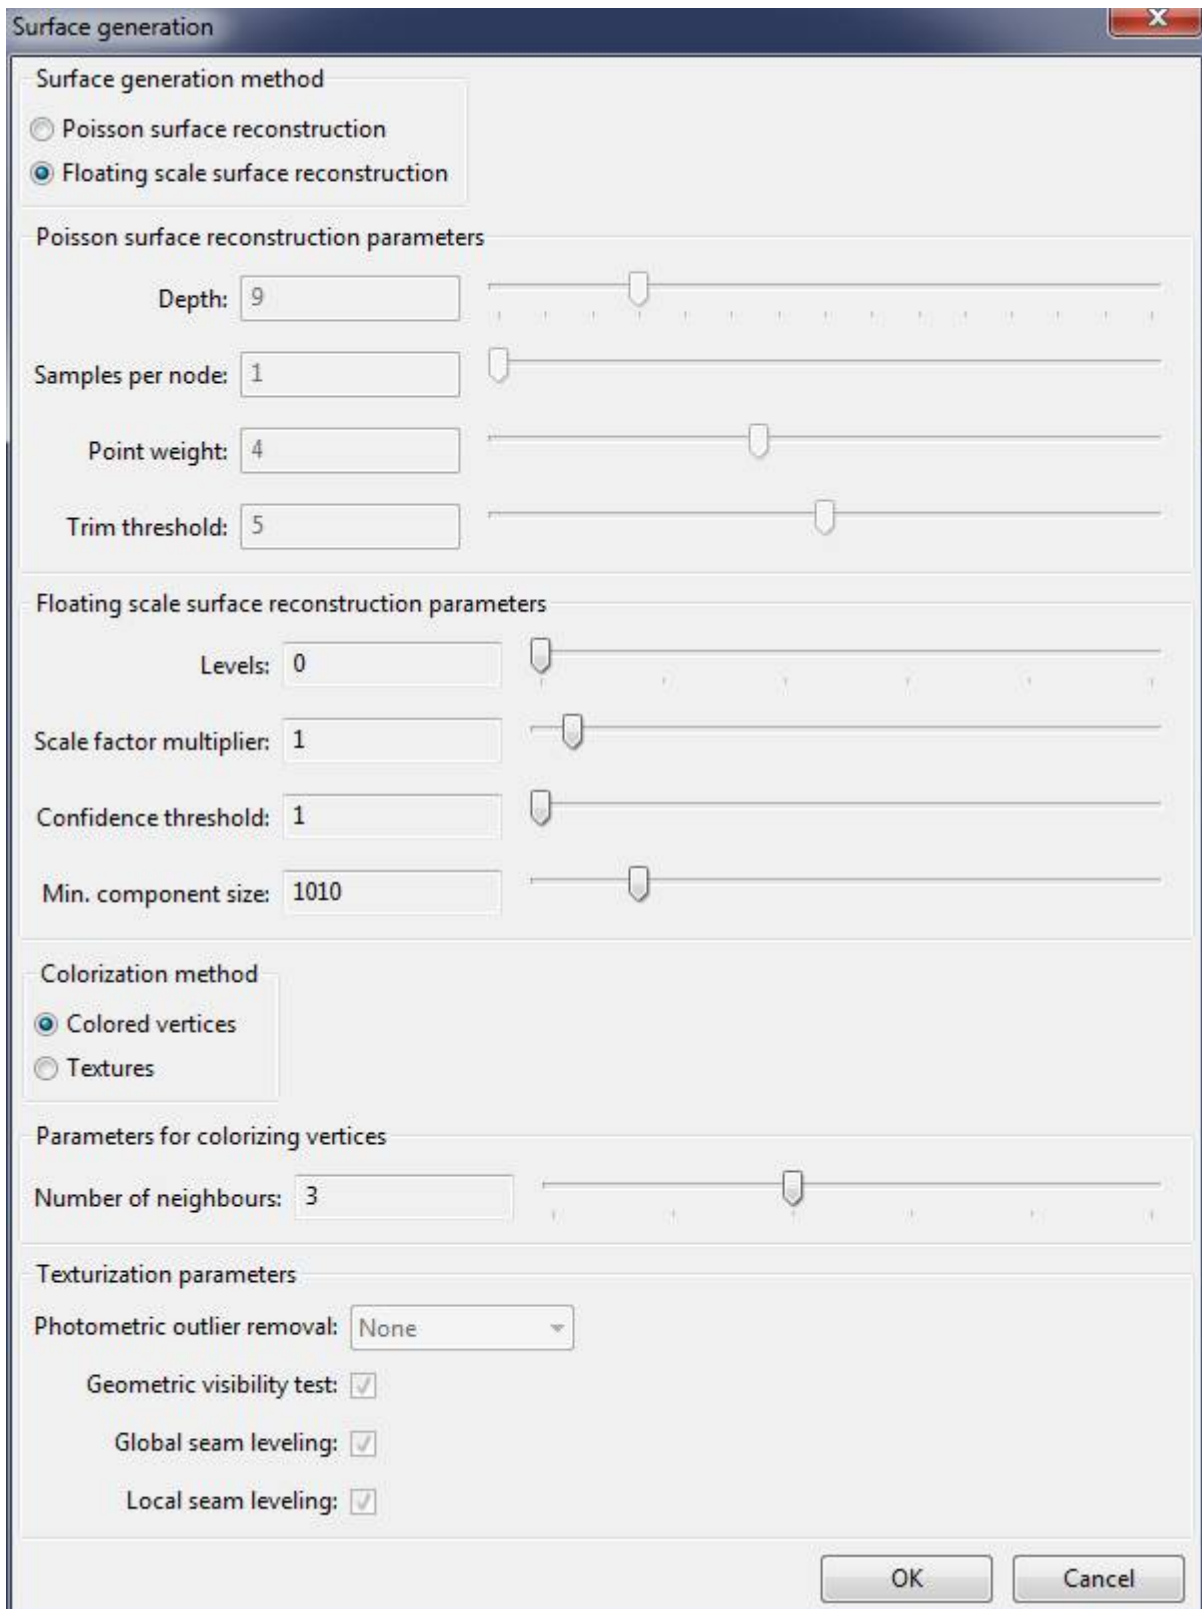 Surface generation
Surface generation method
Poisson surface reconstruction
Floating scale surface reconstruction
Poisson surface reconstruction parameters
Depth: 9
Samples per node: 1
Point weight: 4
Trim threshold: 5
Floating scale surface reconstruction parameters
Levels: 0
Scale factor multiplier: 1
Confidence threshold: 1
Min. component size: 1010
Colorization method
Colored vertices
Textures
Parameters for colorizing vertices
Number of neighbours: 3
Texturization parameters
Photometric outlier removal: None
Geometric visibility test:
Global seam leveling:
Local seam leveling:
OK Cancel